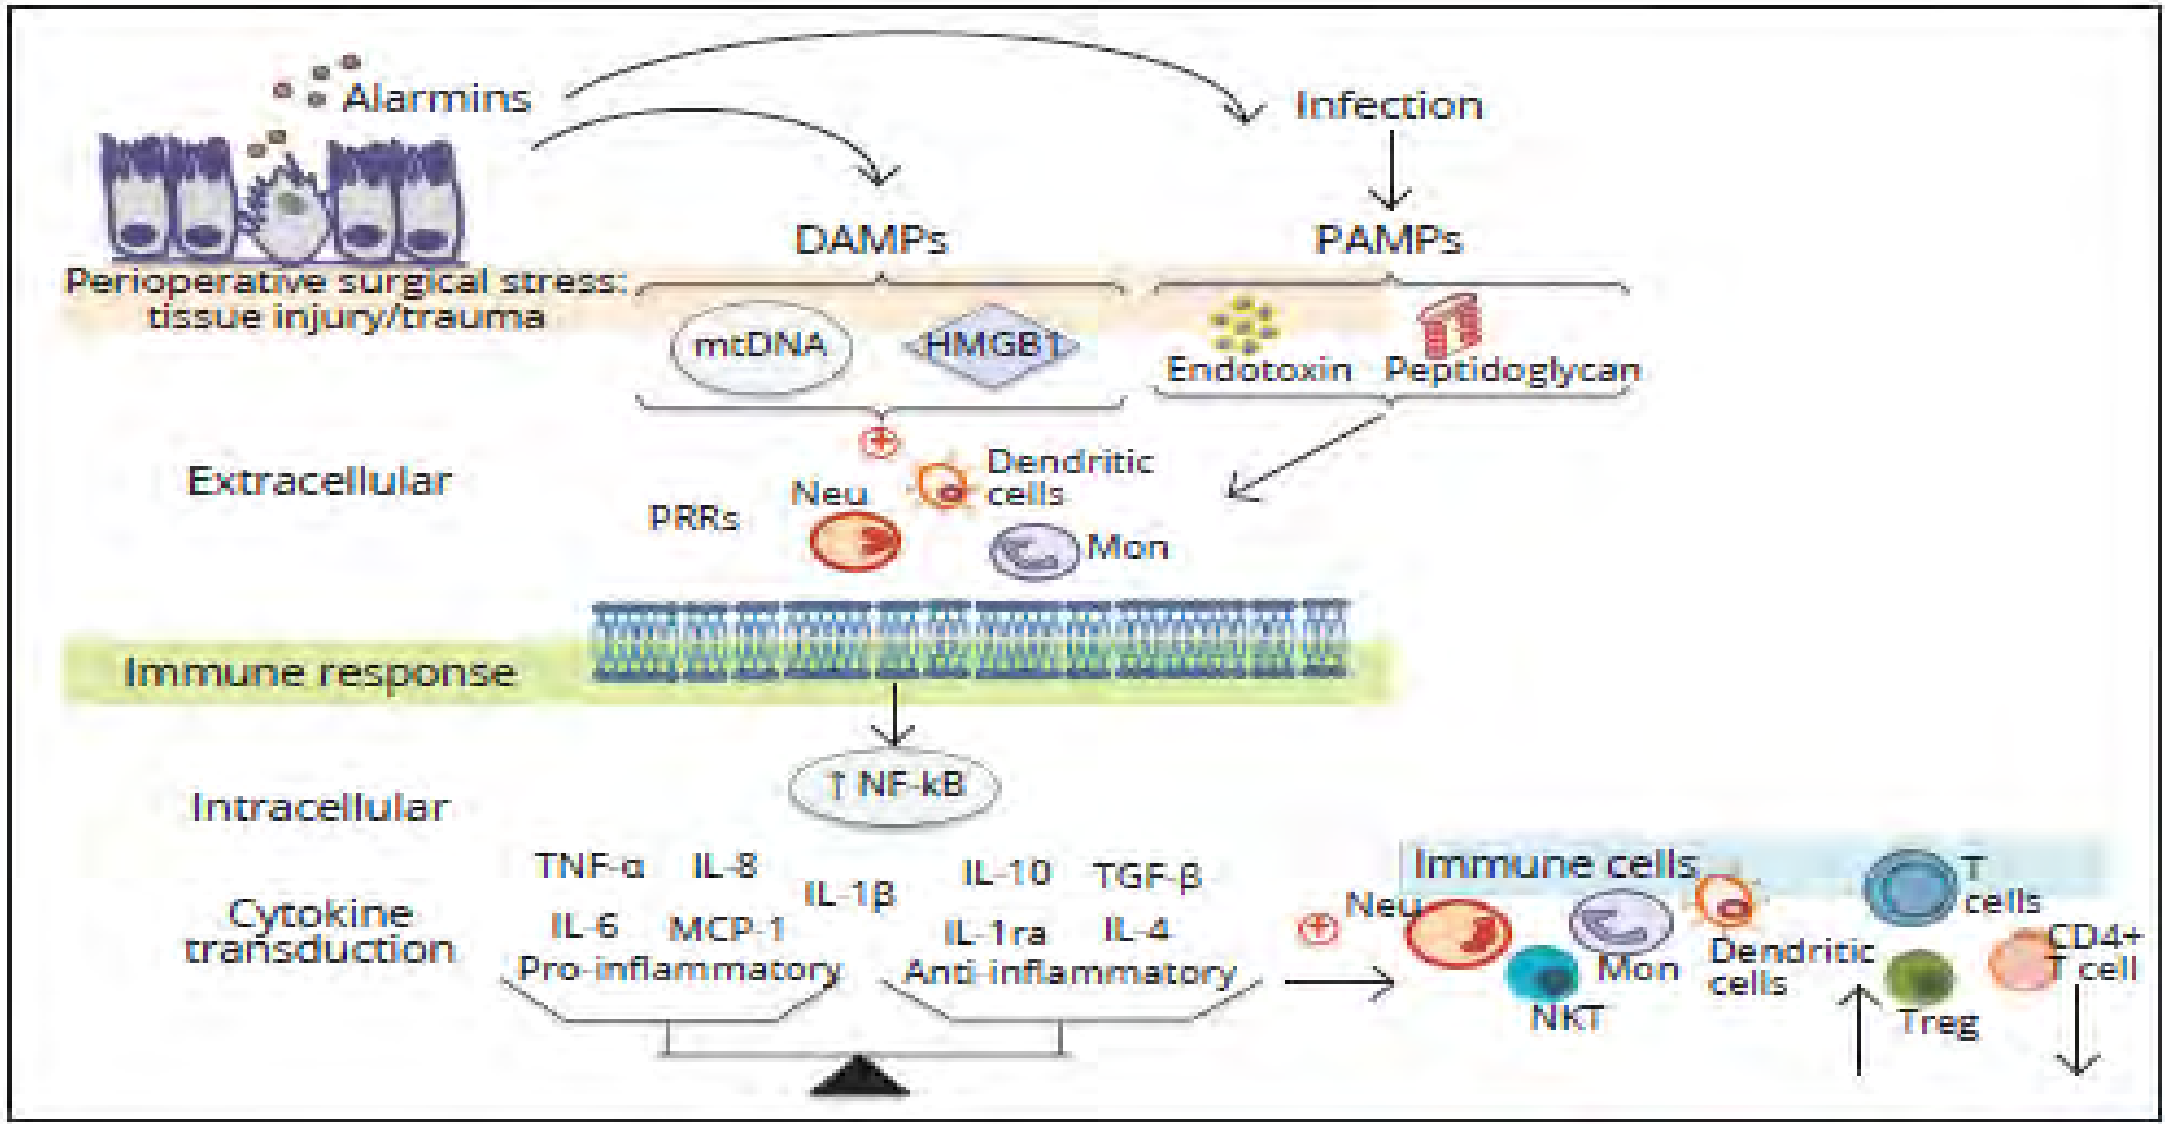 Alarmins
Infection
DAMPs
PAMPs
Perioperative surgical stress:
tissue injury/trauma
mtDNA
HMGB1
Endotoxin
Peptidoglycan
Extracellular
PRRs
Neu
Dendritic
cells
Mon
Immune response
↑ NF-kB
Intracellular
Cytokine
transduction
TNF-α
IL-8
IL-1β
IL-6
MCP-1
Pro-inflammatory
IL-10
TGF-β
IL-1ra
IL-4
Anti-inflammatory
Immune cells
Neu
NKT
Mon
Dendritic
cells
T
cells
Treg
CD4+
T cell